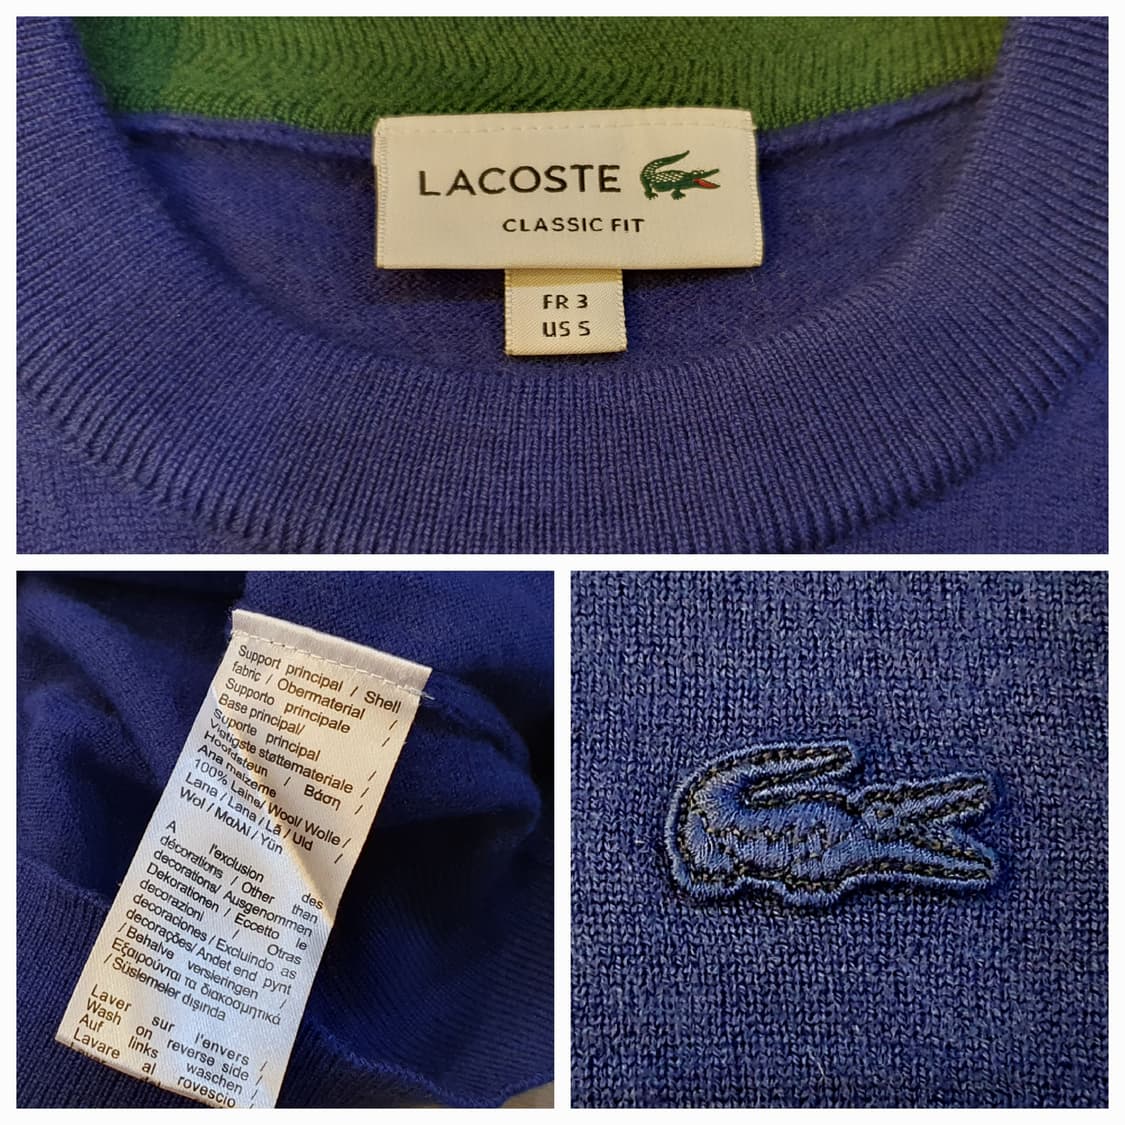 LACOSTE
CLASSIC FIT
FR 3
US S
Support principal / Shell
fabric / Obermaterial /
Supporto principale /
Base principal/
Suporte principal /
Vigtigste støttemateriale /
Hoofdsteun / Βάση /
Ana malzeme
100% Laine/ Wool/ Wolle /
Lana / Lana / Lã / Uld /
Wol / Μαλλί / Yün
A l'exclusion des
décorations / Other than
decorations/ Ausgenommen
Dekorationen / Eccetto le
decorazioni / Otras
decoraciones / Excluindo as
decorações/ Andet end pynt
/ Behalve versieringen /
Εξαιρούνται τα διακοσμητικά
/ Süslemeler dışında
Laver sur l'envers /
Wash on reverse side /
Auf links waschen /
Lavare al rovescio /